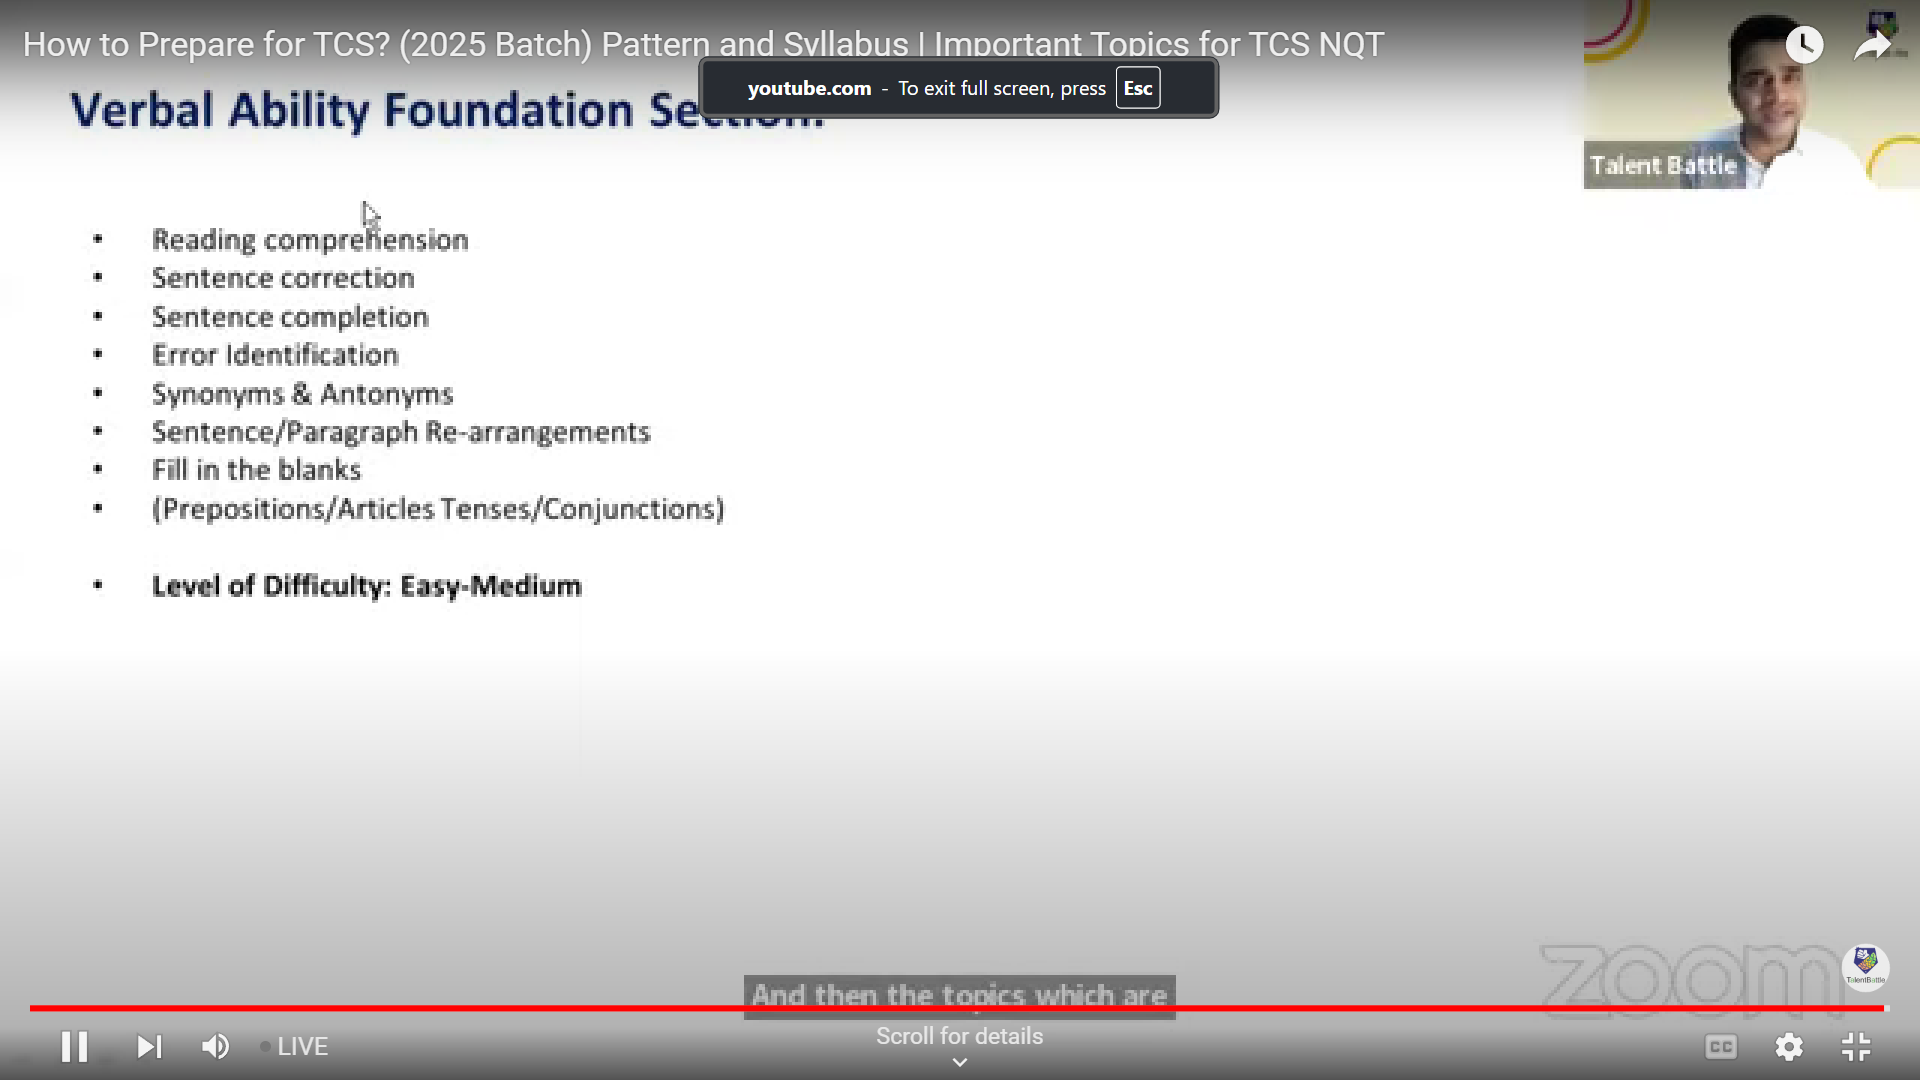 How to Prepare for TCS? (2025 Batch) Pattern and Syllabus | Important Topics for TCS NQT
youtube.com - To exit full screen, press Esc
Verbal Ability Foundation Section:
Talent Battle
• Reading comprehension
• Sentence correction
• Sentence completion
• Error Identification
• Synonyms & Antonyms
• Sentence/Paragraph Re-arrangements
• Fill in the blanks
• (Prepositions/Articles Tenses/Conjunctions)
• Level of Difficulty: Easy-Medium
zoom
TalentBattle
And then the topics which are
Scroll for details
LIVE
CC